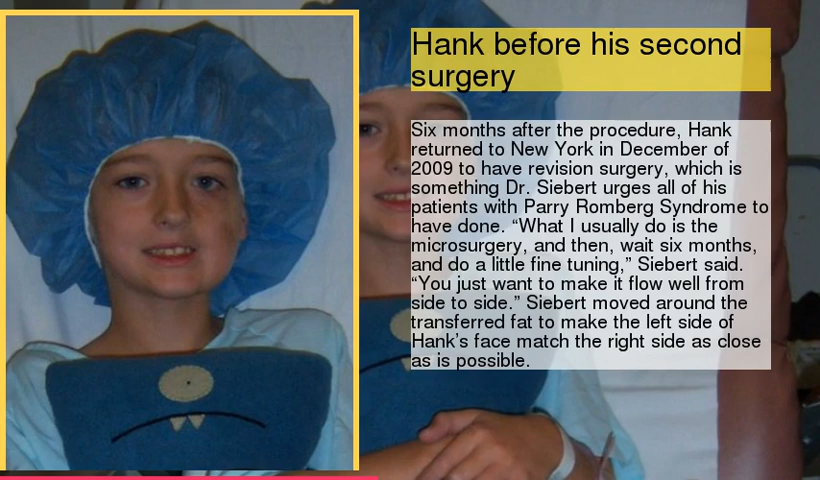 Hank before his second
surgery
Six months after the procedure, Hank
returned to New York in December of
2009 to have revision surgery, which is
something Dr. Siebert urges all of his
patients with Parry Romberg Syndrome to
have done. “What I usually do is the
microsurgery, and then, wait six months,
and do a little fine tuning,” Siebert said.
“You just want to make it flow well from
side to side.” Siebert moved around the
transferred fat to make the left side of
Hank’s face match the right side as close
as is possible.